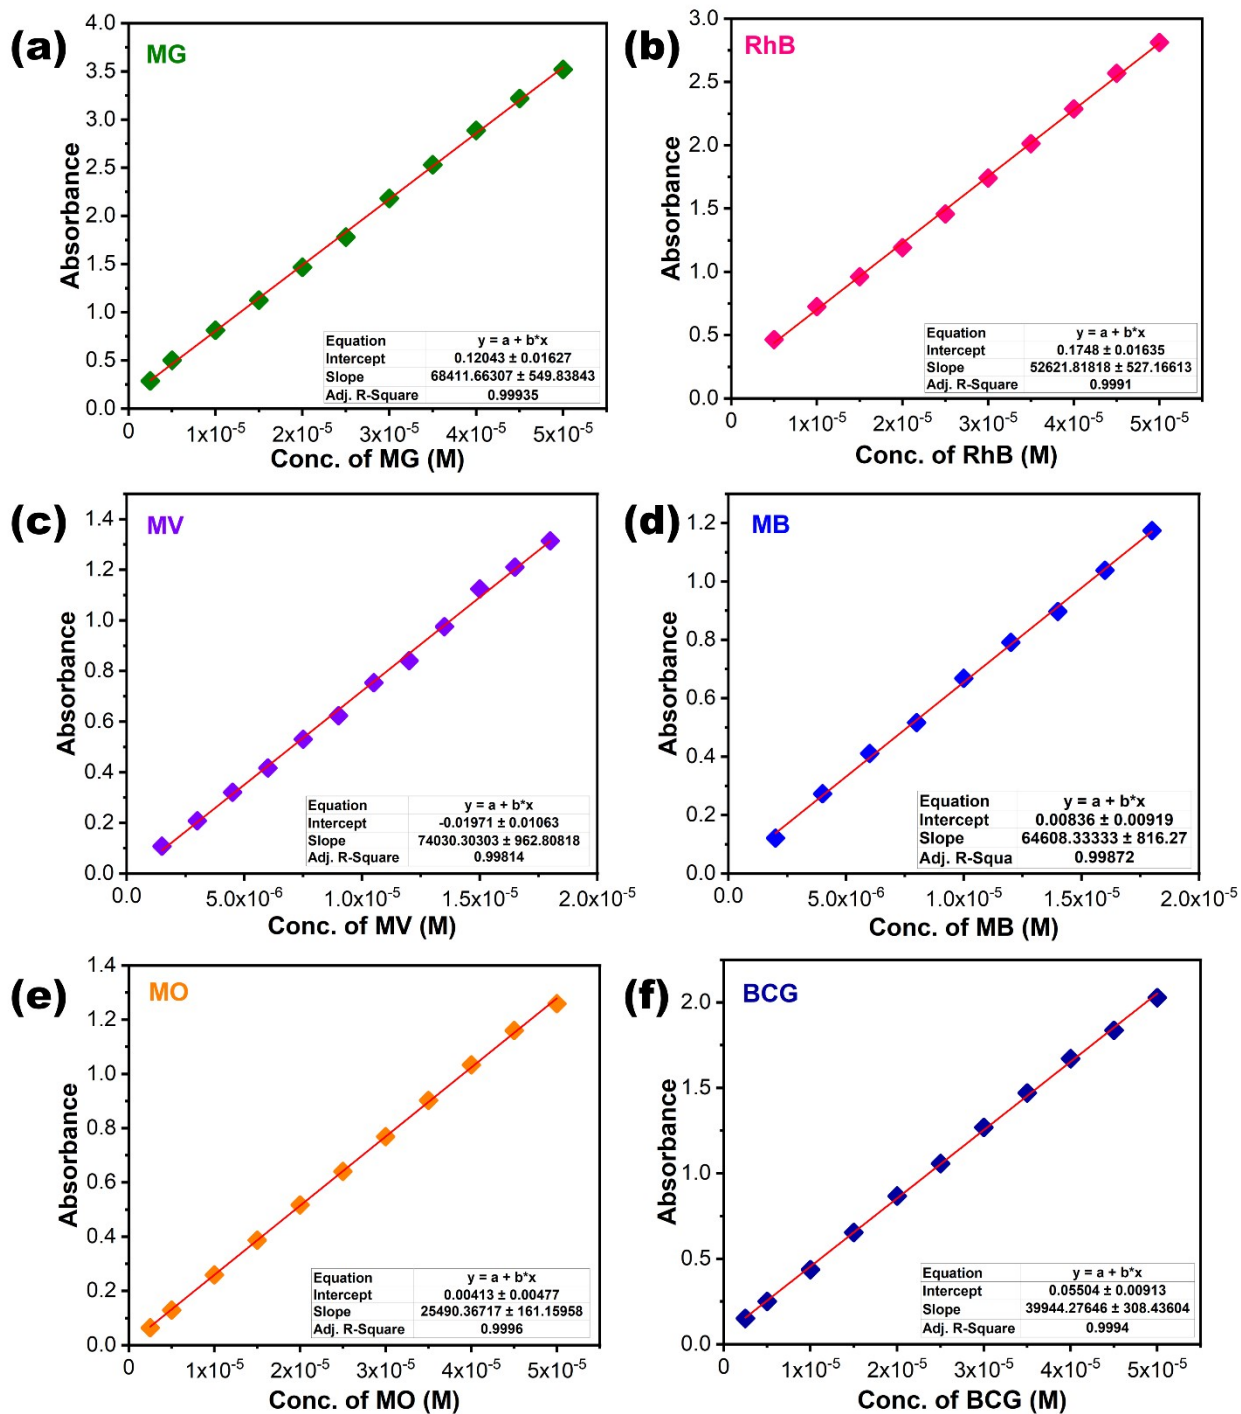 (a)
MG
Absorbance
4.0
3.5
3.0
2.5
2.0
1.5
1.0
0.5
0.0
Equation y = a + b*x
Intercept 0.12043 ± 0.01627
Slope 68411.66307 ± 549.83843
Adj. R-Square 0.99935
0 1x10⁻⁵ 2x10⁻⁵ 3x10⁻⁵ 4x10⁻⁵ 5x10⁻⁵
Conc. of MG (M)
(b)
RhB
Absorbance
3.0
2.5
2.0
1.5
1.0
0.5
0.0
Equation y = a + b*x
Intercept 0.1748 ± 0.01635
Slope 52621.81818 ± 527.16613
Adj. R-Square 0.9991
0 1x10⁻⁵ 2x10⁻⁵ 3x10⁻⁵ 4x10⁻⁵ 5x10⁻⁵
Conc. of RhB (M)
(c)
MV
Absorbance
1.4
1.2
1.0
0.8
0.6
0.4
0.2
0.0
Equation y = a + b*x
Intercept -0.01971 ± 0.01063
Slope 74030.30303 ± 962.80818
Adj. R-Square 0.99814
0.0 5.0x10⁻⁶ 1.0x10⁻⁵ 1.5x10⁻⁵ 2.0x10⁻⁵
Conc. of MV (M)
(d)
MB
Absorbance
1.2
1.0
0.8
0.6
0.4
0.2
0.0
Equation y = a + b*x
Intercept 0.00836 ± 0.00919
Slope 64608.33333 ± 816.27
Adj. R-Squa 0.99872
0.0 5.0x10⁻⁶ 1.0x10⁻⁵ 1.5x10⁻⁵ 2.0x10⁻⁵
Conc. of MB (M)
(e)
MO
Absorbance
1.4
1.2
1.0
0.8
0.6
0.4
0.2
0.0
Equation y = a + b*x
Intercept 0.00413 ± 0.00477
Slope 25490.36717 ± 161.15958
Adj. R-Square 0.9996
0 1x10⁻⁵ 2x10⁻⁵ 3x10⁻⁵ 4x10⁻⁵ 5x10⁻⁵
Conc. of MO (M)
(f)
BCG
Absorbance
2.0
1.5
1.0
0.5
0.0
Equation y = a + b*x
Intercept 0.05504 ± 0.00913
Slope 39944.27646 ± 308.43604
Adj. R-Square 0.9994
0 1x10⁻⁵ 2x10⁻⁵ 3x10⁻⁵ 4x10⁻⁵ 5x10⁻⁵
Conc. of BCG (M)